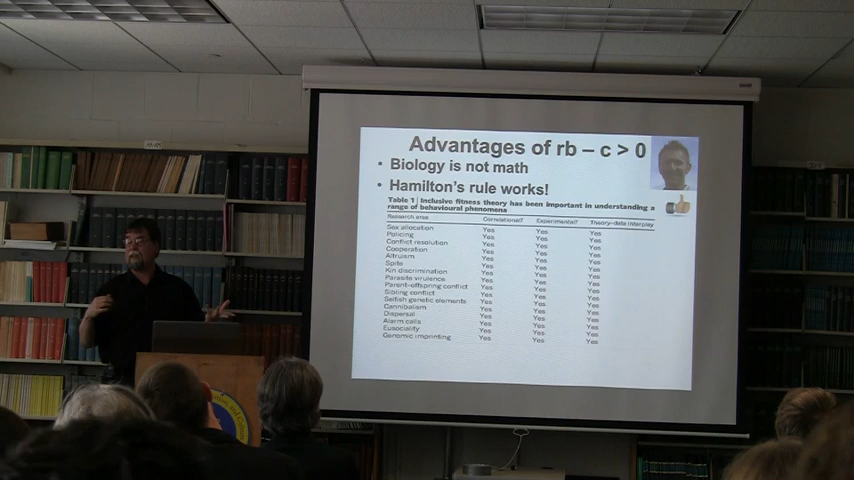 Advantages of rb – c > 0
• Biology is not math
• Hamilton's rule works!
Table 1 | Inclusive fitness theory has been important in understanding a
range of behavioural phenomena
Research area Correlational? Experimental? Theory–data interplay
Sex allocation Yes Yes Yes
Policing Yes Yes Yes
Conflict resolution Yes Yes Yes
Cooperation Yes Yes Yes
Altruism Yes Yes Yes
Spite Yes Yes Yes
Kin discrimination Yes Yes Yes
Parasite virulence Yes Yes Yes
Parent–offspring conflict Yes Yes Yes
Sibling conflict Yes Yes Yes
Selfish genetic elements Yes Yes Yes
Cannibalism Yes Yes Yes
Dispersal Yes Yes Yes
Alarm calls Yes Yes Yes
Eusociality Yes Yes Yes
Genomic imprinting Yes Yes Yes